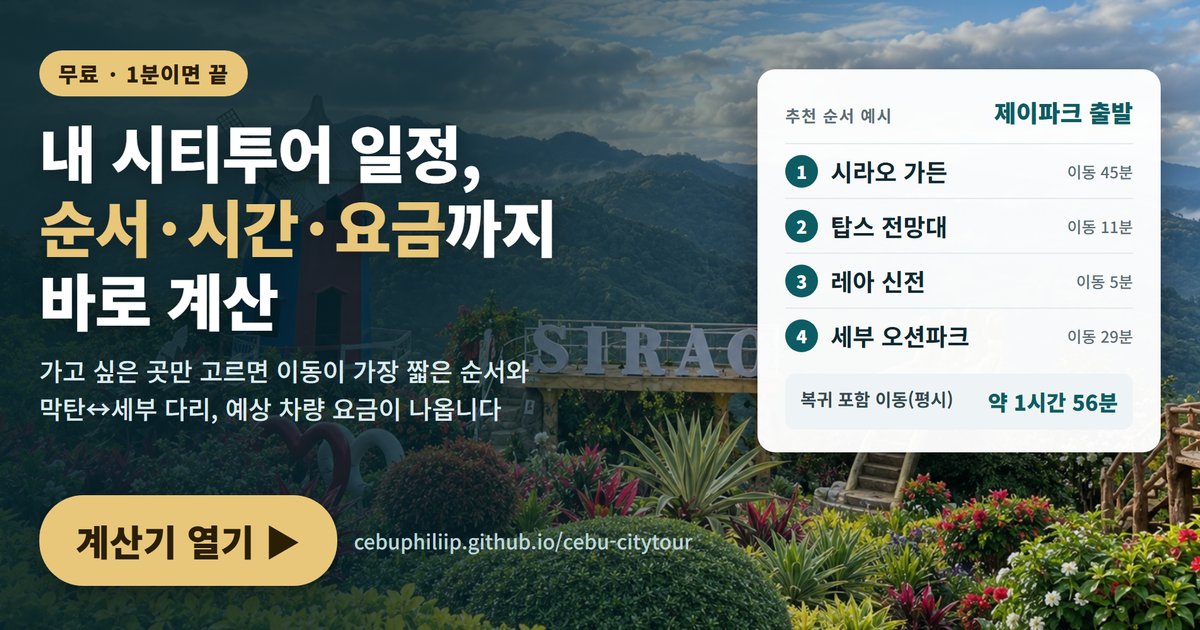 무료 · 1분이면 끝
내 시티투어 일정,
순서·시간·요금까지
바로 계산
가고 싶은 곳만 고르면 이동이 가장 짧은 순서와
막탄↔세부 다리, 예상 차량 요금이 나옵니다
계산기 열기 ▶
cebuphiliip.github.io/cebu-citytour
추천 순서 예시 제이파크 출발
1 시라오 가든 이동 45분
2 탑스 전망대 이동 11분
3 레아 신전 이동 5분
4 세부 오션파크 이동 29분
복귀 포함 이동(평시) 약 1시간 56분
SIRAO